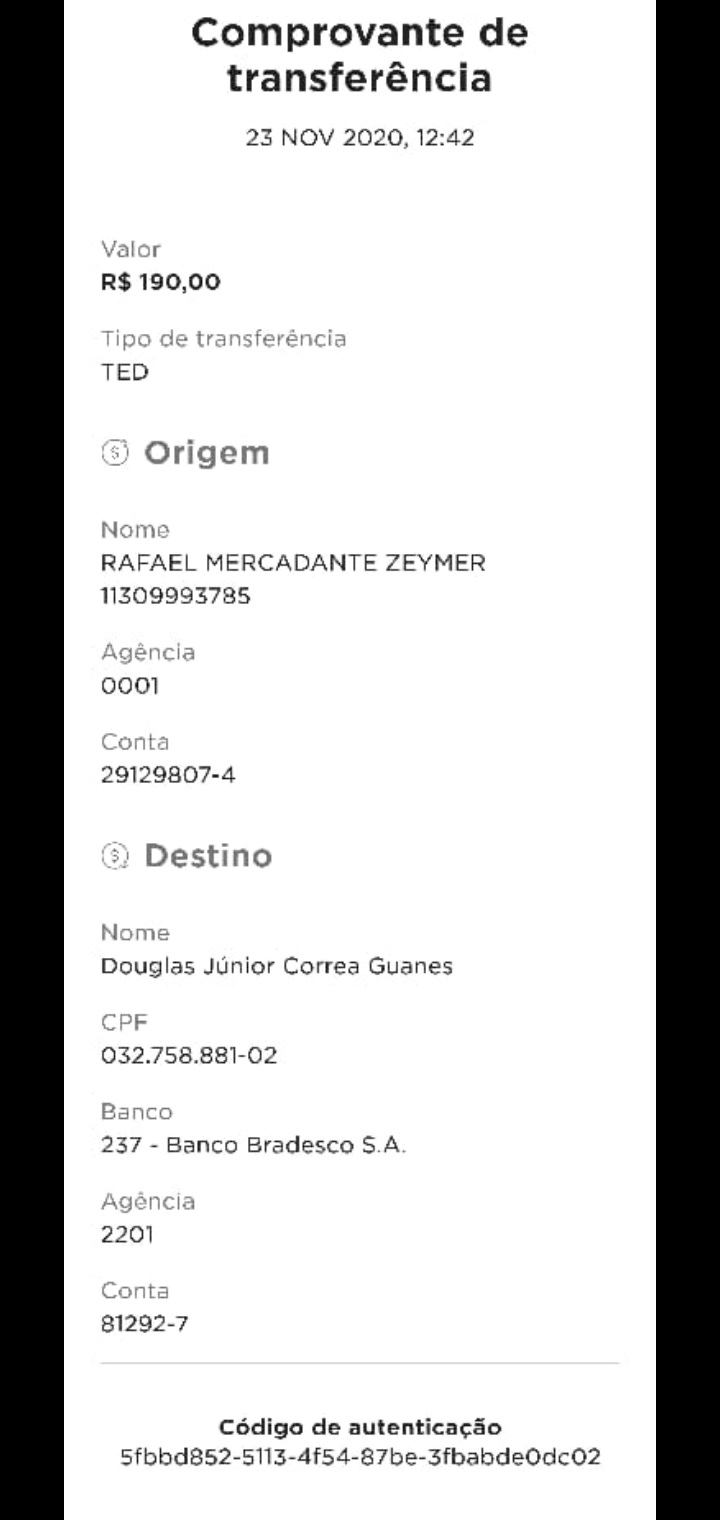 Comprovante de
transferência
23 NOV 2020, 12:42
Valor
R$ 190,00
Tipo de transferência
TED
Origem
Nome
RAFAEL MERCADANTE ZEYMER
11309993785
Agência
0001
Conta
29129807-4
Destino
Nome
Douglas Júnior Correa Guanes
CPF
032.758.881-02
Banco
237 - Banco Bradesco S.A.
Agência
2201
Conta
81292-7
Código de autenticação
5fbbd852-5113-4f54-87be-3fbabde0dc02